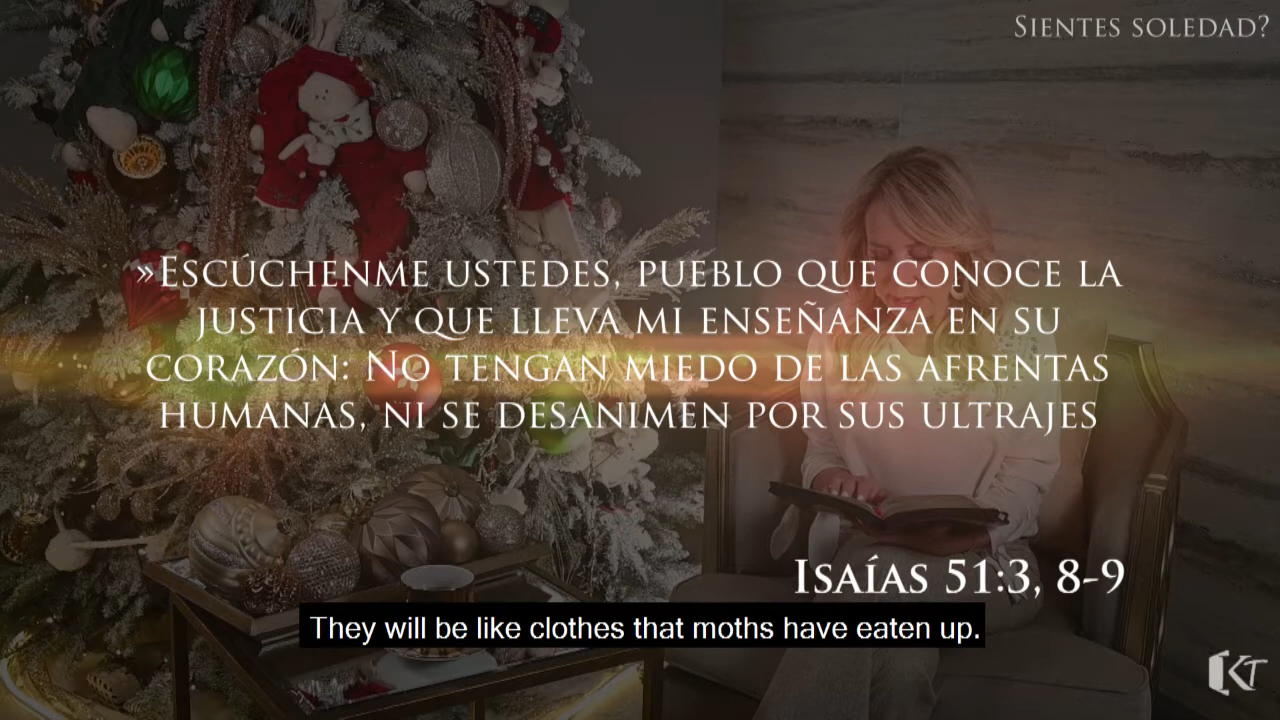 SIENTES SOLEDAD?
»ESCÚCHENME USTEDES, PUEBLO QUE CONOCE LA
JUSTICIA Y QUE LLEVA MI ENSEÑANZA EN SU
CORAZÓN: NO TENGAN MIEDO DE LAS AFRENTAS
HUMANAS, NI SE DESANIMEN POR SUS ULTRAJES
ISAÍAS 51:3, 8-9
They will be like clothes that moths have eaten up.
KT